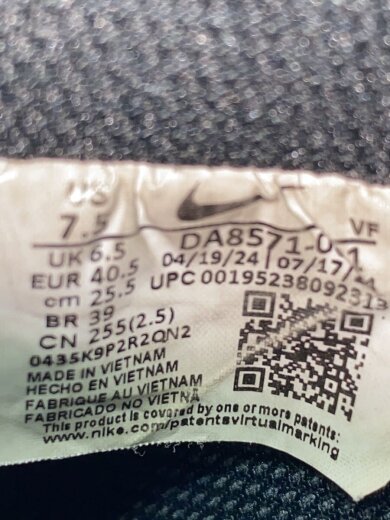 US
7.5
VF
UK 6.5
EUR 40.5
cm 25.5
BR 39
CN 255(2.5)
DA8571-0
04/19/24 07/17/
UPC 00195238092
0435K9P2R2QN2
MADE IN VIETNAM
HECHO EN VIETNAM
FABRIQUE AU VIETNAM
FABRICADO NO VIETNA
This product is covered by one or more patents:
www.nike.com/patentsvirtualmarking